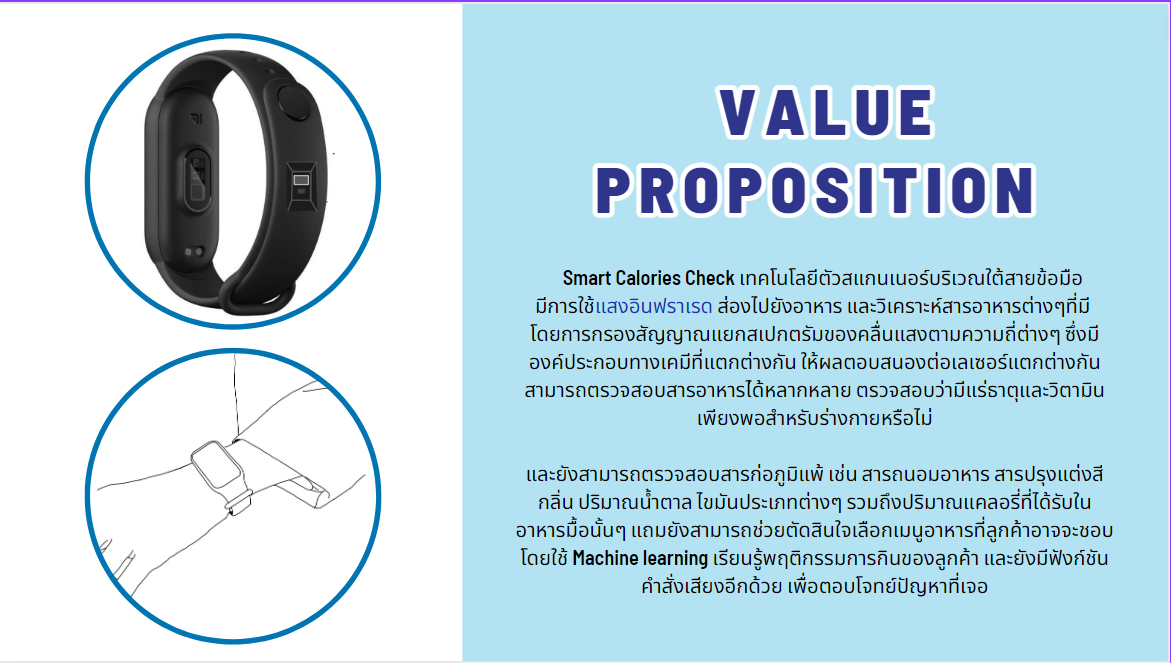 VALUE
PROPOSITION
Smart Calories Check เทคโนโลยีตัวสแกนเนอร์บริเวณใต้สายข้อมือ
มีการใช้แสงอินฟราเรด ส่องไปยังอาหาร และวิเคราะห์สารอาหารต่างๆที่มี
โดยการกรองสัญญาณแยกสเปกตรัมของคลื่นแสงตามความถี่ต่างๆ ซึ่งมี
องค์ประกอบทางเคมีที่แตกต่างกัน ให้ผลตอบสนองต่อเลเซอร์แตกต่างกัน
สามารถตรวจสอบสารอาหารได้หลากหลาย ตรวจสอบว่ามีแร่ธาตุและวิตามิน
เพียงพอสำหรับร่างกายหรือไม่
และยังสามารถตรวจสอบสารก่อภูมิแพ้ เช่น สารถนอมอาหาร สารปรุงแต่งสี
กลิ่น ปริมาณน้ำตาล ไขมันประเภทต่างๆ รวมถึงปริมาณแคลอรี่ที่ได้รับใน
อาหารมื้อนั้นๆ แถมยังสามารถช่วยตัดสินใจเลือกเมนูอาหารที่ลูกค้าอาจจะชอบ
โดยใช้ Machine learning เรียนรู้พฤติกรรมการกินของลูกค้า และยังมีฟังก์ชัน
คำสั่งเสียงอีกด้วย เพื่อตอบโจทย์ปัญหาที่เจอ